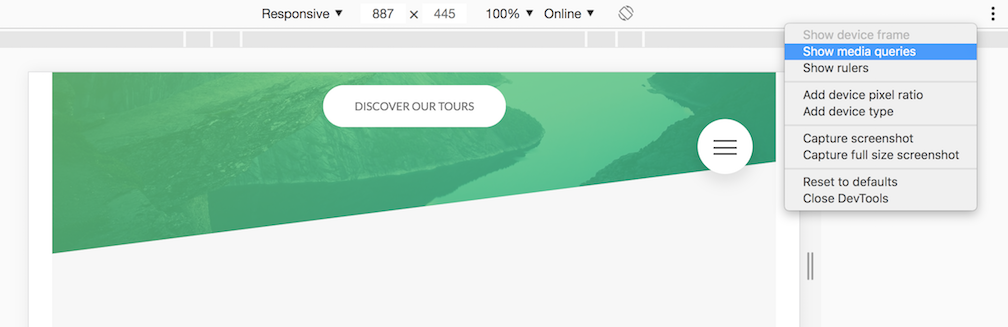 Responsive ▼ 887 × 445 100% ▼ Online ▼
Show device frame
Show media queries
Show rulers
Add device pixel ratio
Add device type
Capture screenshot
Capture full size screenshot
Reset to defaults
Close DevTools
DISCOVER OUR TOURS